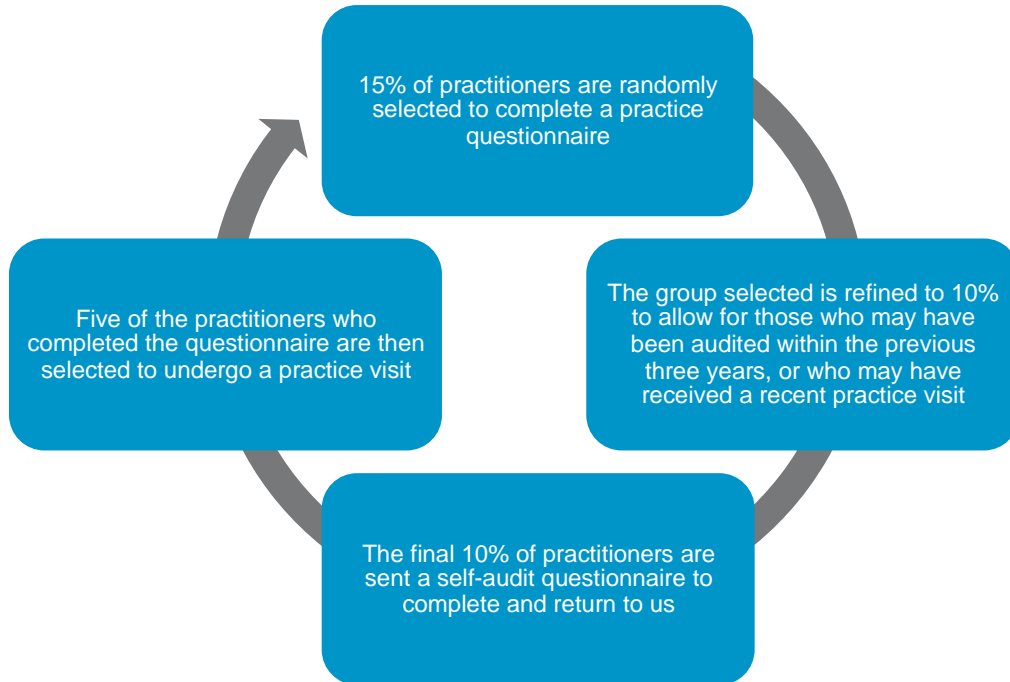 15% of practitioners are randomly
selected to complete a practice
questionnaire
The group selected is refined to 10%
to allow for those who may have
been audited within the previous
three years, or who may have
received a recent practice visit
The final 10% of practitioners are
sent a self-audit questionnaire to
complete and return to us
Five of the practitioners who
completed the questionnaire are then
selected to undergo a practice visit